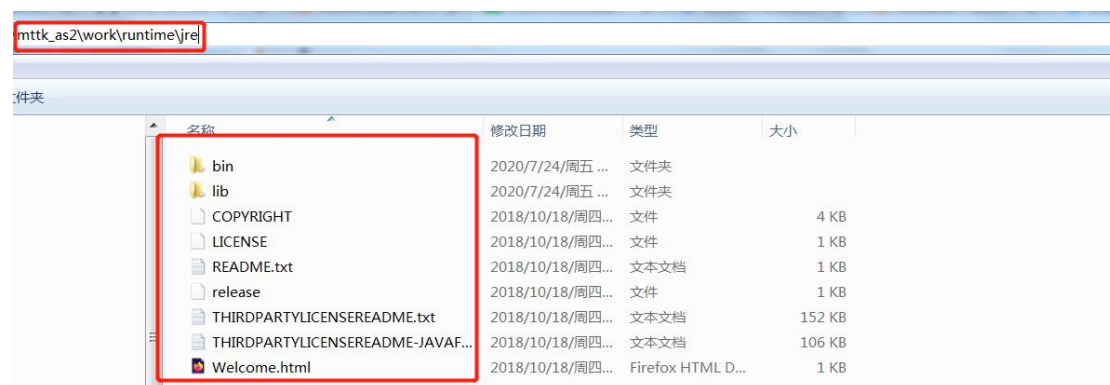 mttk_as2\work\runtime\jre
件夹
名称 修改日期 类型 大小
bin 2020/7/24/周五 ... 文件夹
lib 2020/7/24/周五 ... 文件夹
COPYRIGHT 2018/10/18/周四... 文件 4 KB
LICENSE 2018/10/18/周四... 文件 1 KB
README.txt 2018/10/18/周四... 文本文档 1 KB
release 2018/10/18/周四... 文件 1 KB
THIRDPARTYLICENSEREADME.txt 2018/10/18/周四... 文本文档 152 KB
THIRDPARTYLICENSEREADME-JAVAF... 2018/10/18/周四... 文本文档 106 KB
Welcome.html 2018/10/18/周四... Firefox HTML D... 1 KB